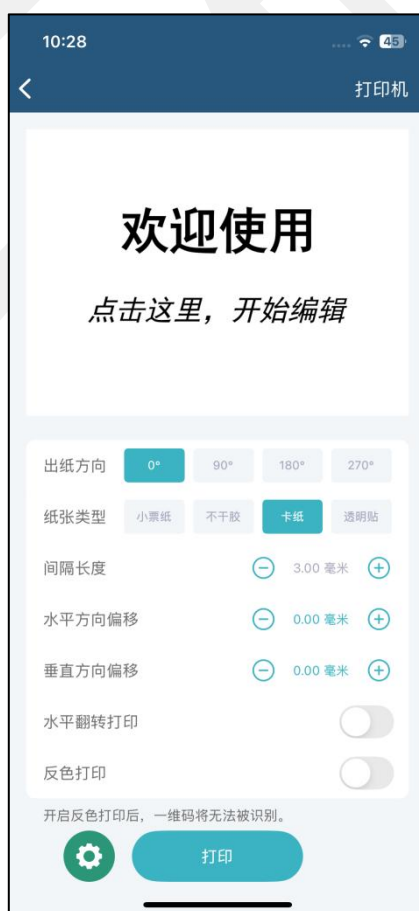 10:28
45
打印机
欢迎使用
点击这里，开始编辑
出纸方向 0° 90° 180° 270°
纸张类型 小票纸 不干胶 卡纸 透明贴
间隔长度 3.00 毫米
水平方向偏移 0.00 毫米
垂直方向偏移 0.00 毫米
水平翻转打印
反色打印
开启反色打印后，一维码将无法被识别。
打印